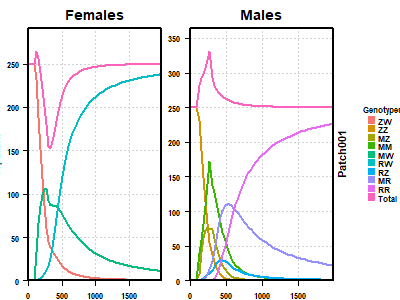 Females
Males
250
200
150
100
50
0
350
300
250
200
150
100
50
0
0
500
1000
1500
0
500
1000
1500
Patch001
Genotypes
ZW
ZZ
MZ
MM
MW
RW
RZ
MR
RR
Total